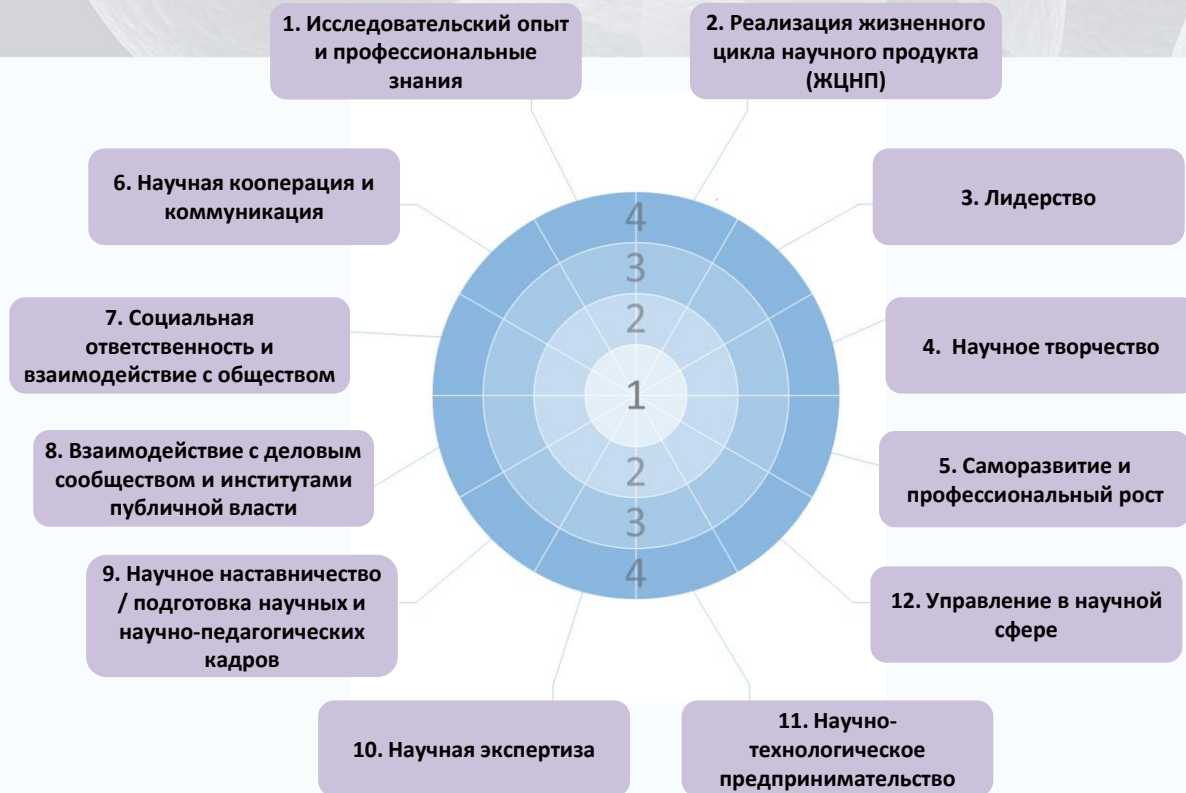 1. Исследовательский опыт
и профессиональные
знания
2. Реализация жизненного
цикла научного продукта
(ЖЦНП)
6. Научная кооперация и
коммуникация
3. Лидерство
7. Социальная
ответственность и
взаимодействие с обществом
4. Научное творчество
8. Взаимодействие с деловым
сообществом и институтами
публичной власти
5. Саморазвитие и
профессиональный рост
9. Научное наставничество
/ подготовка научных и
научно-педагогических
кадров
12. Управление в научной
сфере
10. Научная экспертиза
11. Научно-
технологическое
предпринимательство
4
3
2
1
2
3
4